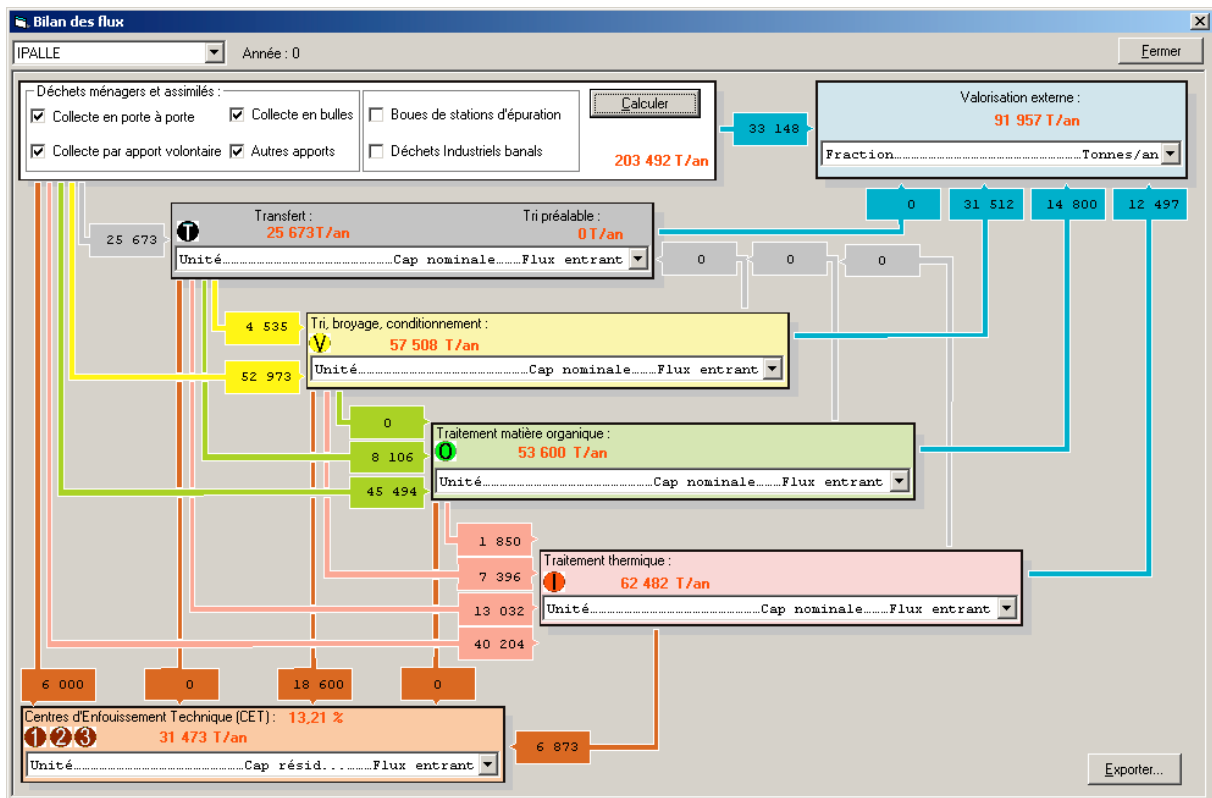 Bilan des flux
IPALLE
Année : 0
Fermer
Déchets ménagers et assimilés :
Collecte en porte à porte
Collecte en bulles
Boues de stations d'épuration
Calculer
Collecte par apport volontaire
Autres apports
Déchets Industriels banals
203 492 T/an
33 148
Valorisation externe :
91 957 T/an
Fraction...Tonnes/an
0
31 512
14 800
12 497
25 673
T
Transfert :
25 673T/an
Tri préalable :
0T/an
Unité...Cap nominale...Flux entrant
0
0
0
4 535
52 973
Tri, broyage, conditionnement :
V
57 508 T/an
Unité...Cap nominale...Flux entrant
0
8 106
45 494
Traitement matière organique :
O
53 600 T/an
Unité...Cap nominale...Flux entrant
1 850
7 396
13 032
40 204
Traitement thermique :
I
62 482 T/an
Unité...Cap nominale...Flux entrant
6 000
0
18 600
0
Centres d'Enfouissement Technique (CET) : 13,21 %
1 2 3
31 473 T/an
Unité...Cap résid...Flux entrant
6 873
Exporter...